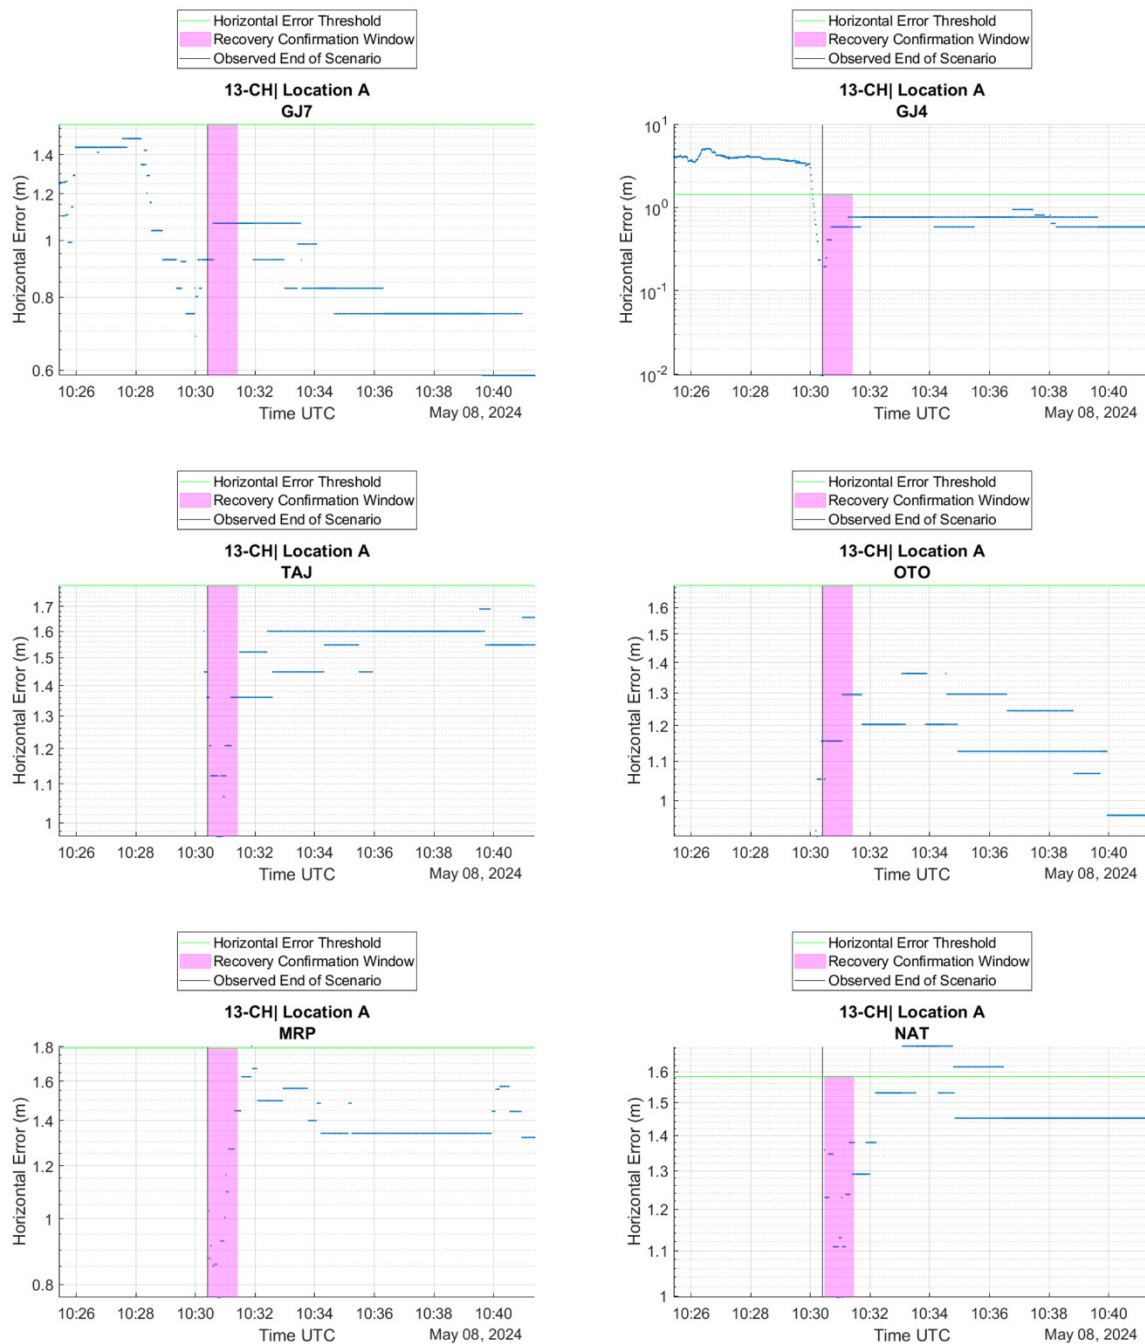 Horizontal Error Threshold
Recovery Confirmation Window
Observed End of Scenario
13-CH| Location A
GJ7
Horizontal Error (m)
1.4
1.2
1
0.8
0.6
10:26 10:28 10:30 10:32 10:34 10:36 10:38 10:40
Time UTC
May 08, 2024
Horizontal Error Threshold
Recovery Confirmation Window
Observed End of Scenario
13-CH| Location A
GJ4
Horizontal Error (m)
10^1
10^0
10^-1
10^-2
10:26 10:28 10:30 10:32 10:34 10:36 10:38 10:40
Time UTC
May 08, 2024
Horizontal Error Threshold
Recovery Confirmation Window
Observed End of Scenario
13-CH| Location A
TAJ
Horizontal Error (m)
1.7
1.6
1.5
1.4
1.3
1.2
1.1
1
10:26 10:28 10:30 10:32 10:34 10:36 10:38 10:40
Time UTC
May 08, 2024
Horizontal Error Threshold
Recovery Confirmation Window
Observed End of Scenario
13-CH| Location A
OTO
Horizontal Error (m)
1.6
1.5
1.4
1.3
1.2
1.1
1
10:26 10:28 10:30 10:32 10:34 10:36 10:38 10:40
Time UTC
May 08, 2024
Horizontal Error Threshold
Recovery Confirmation Window
Observed End of Scenario
13-CH| Location A
MRP
Horizontal Error (m)
1.8
1.6
1.4
1.2
1
0.8
10:26 10:28 10:30 10:32 10:34 10:36 10:38 10:40
Time UTC
May 08, 2024
Horizontal Error Threshold
Recovery Confirmation Window
Observed End of Scenario
13-CH| Location A
NAT
Horizontal Error (m)
1.6
1.5
1.4
1.3
1.2
1.1
1
10:26 10:28 10:30 10:32 10:34 10:36 10:38 10:40
Time UTC
May 08, 2024